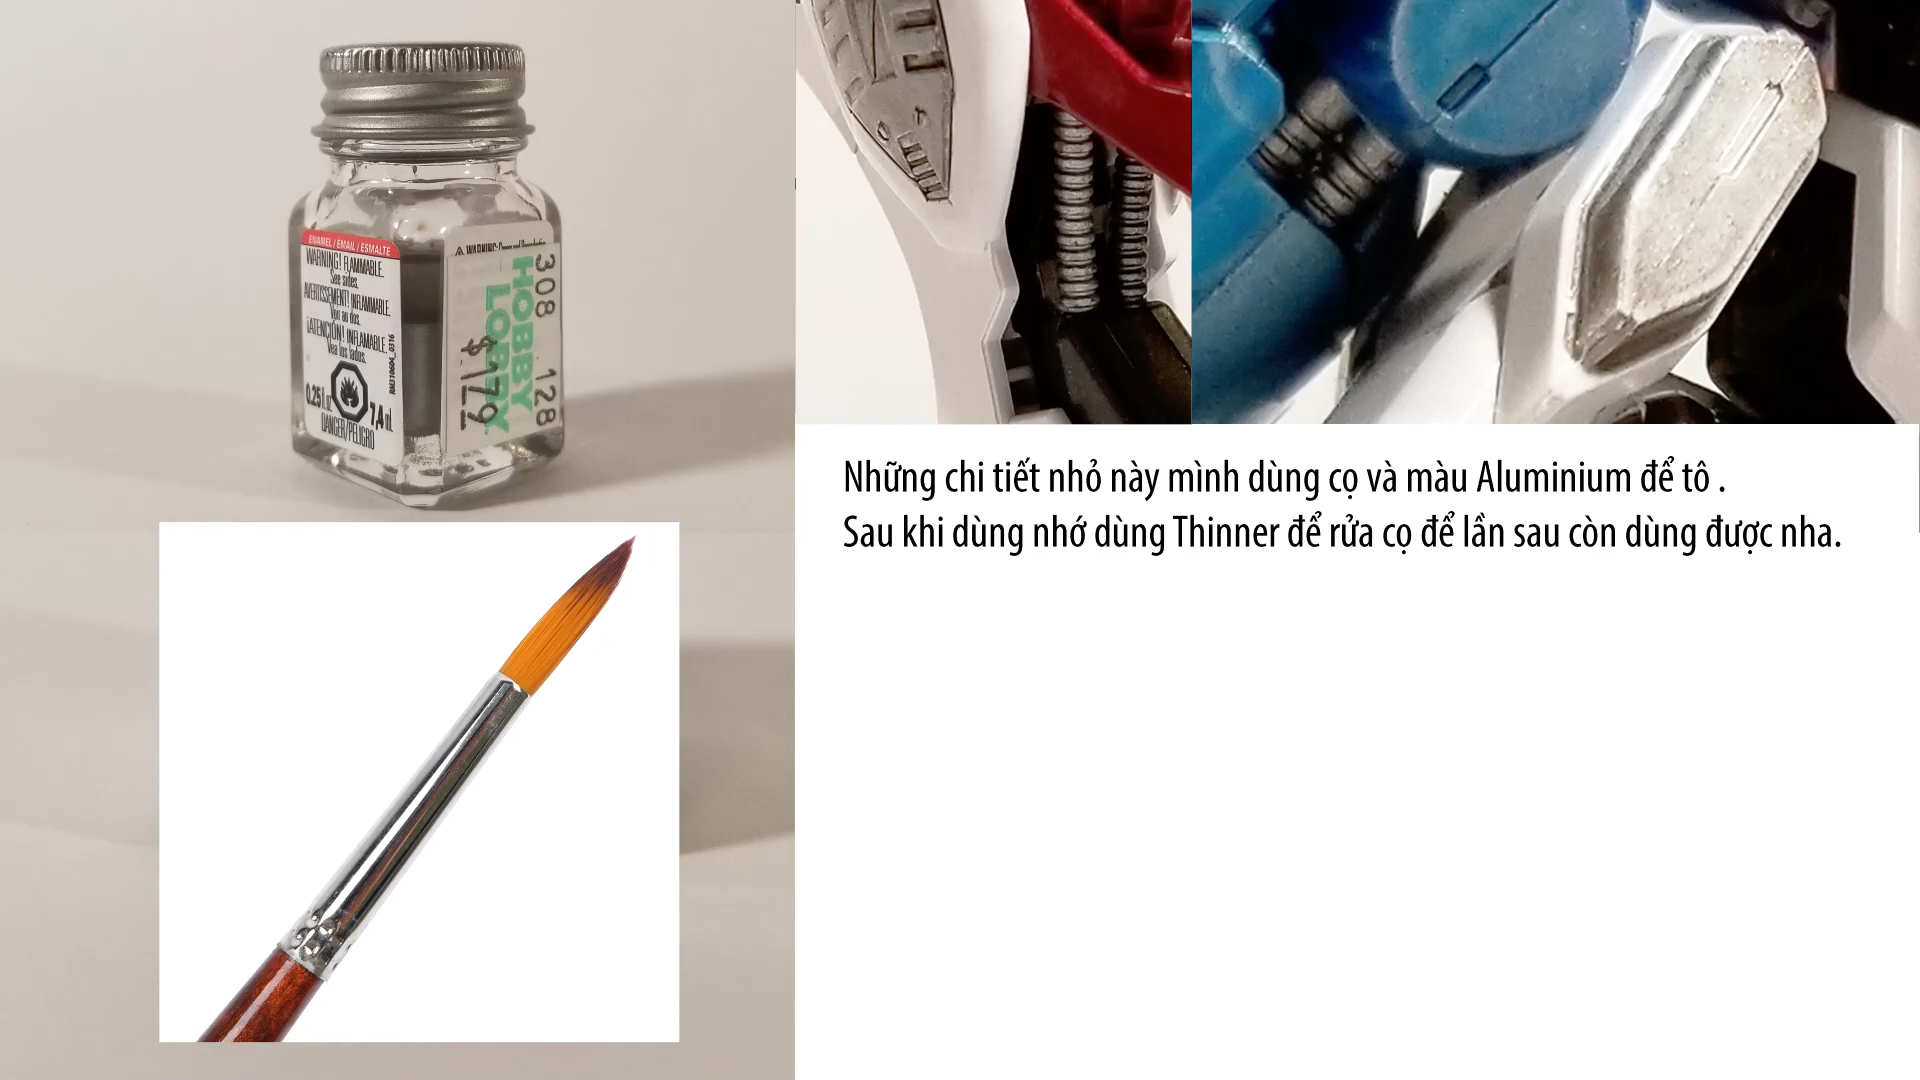 ENAMEL / ÉMAIL / ESMALTE
WARNING! FLAMMABLE.
See sides.
AVERTISSEMENT! INFLAMMABLE.
Voir au dos.
¡ATENCIÓN! INFLAMABLE.
Vea los lados.
0.25 fl. oz
7,4 mL
DANGER/PELIGRO
WARNING:
HOBBY
LOBBY
308 128
$.179
Những chi tiết nhỏ này mình dùng cọ và màu Aluminium để tô .
Sau khi dùng nhớ dùng Thinner để rửa cọ để lần sau còn dùng được nha.